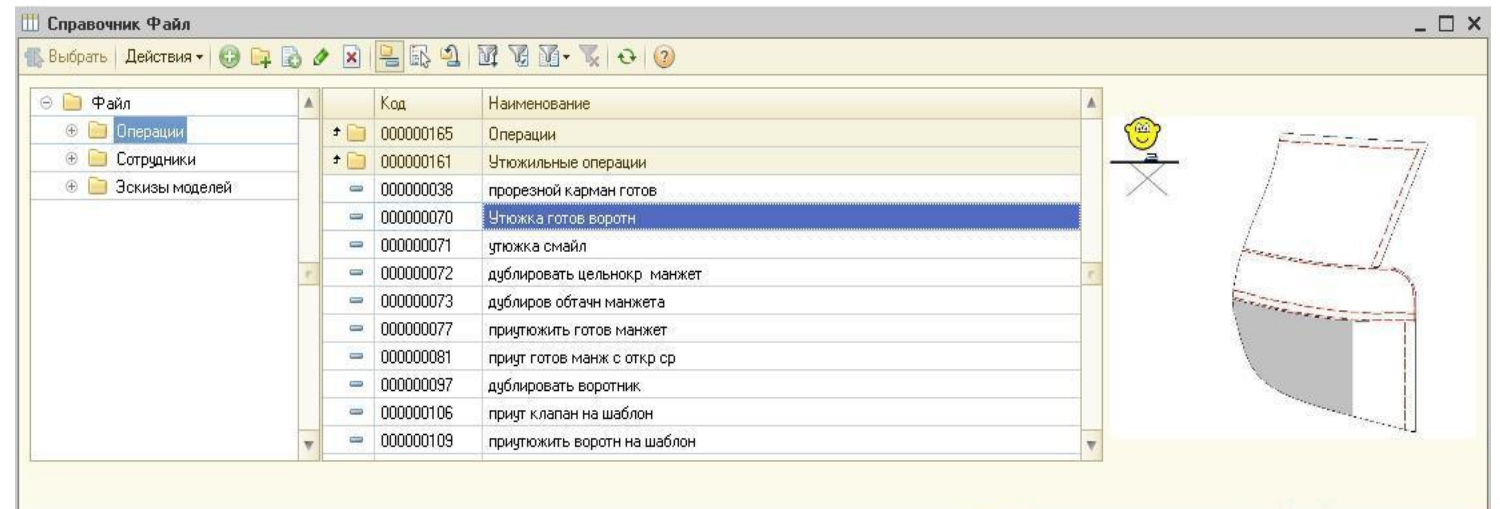 Справочник Файл
Выбрать Действия
Файл
Операции
Сотрудники
Эскизы моделей
Код Наименование
000000165 Операции
000000161 Утюжильные операции
000000038 прорезной карман готов
000000070 Утюжка готов воротн
000000071 утюжка смайл
000000072 дублировать цельнокр манжет
000000073 дублиров обтачн манжета
000000077 приутюжить готов манжет
000000081 приут готов манж с откр ср
000000097 дублировать воротник
000000106 приут клапан на шаблон
000000109 приутюжить воротн на шаблон